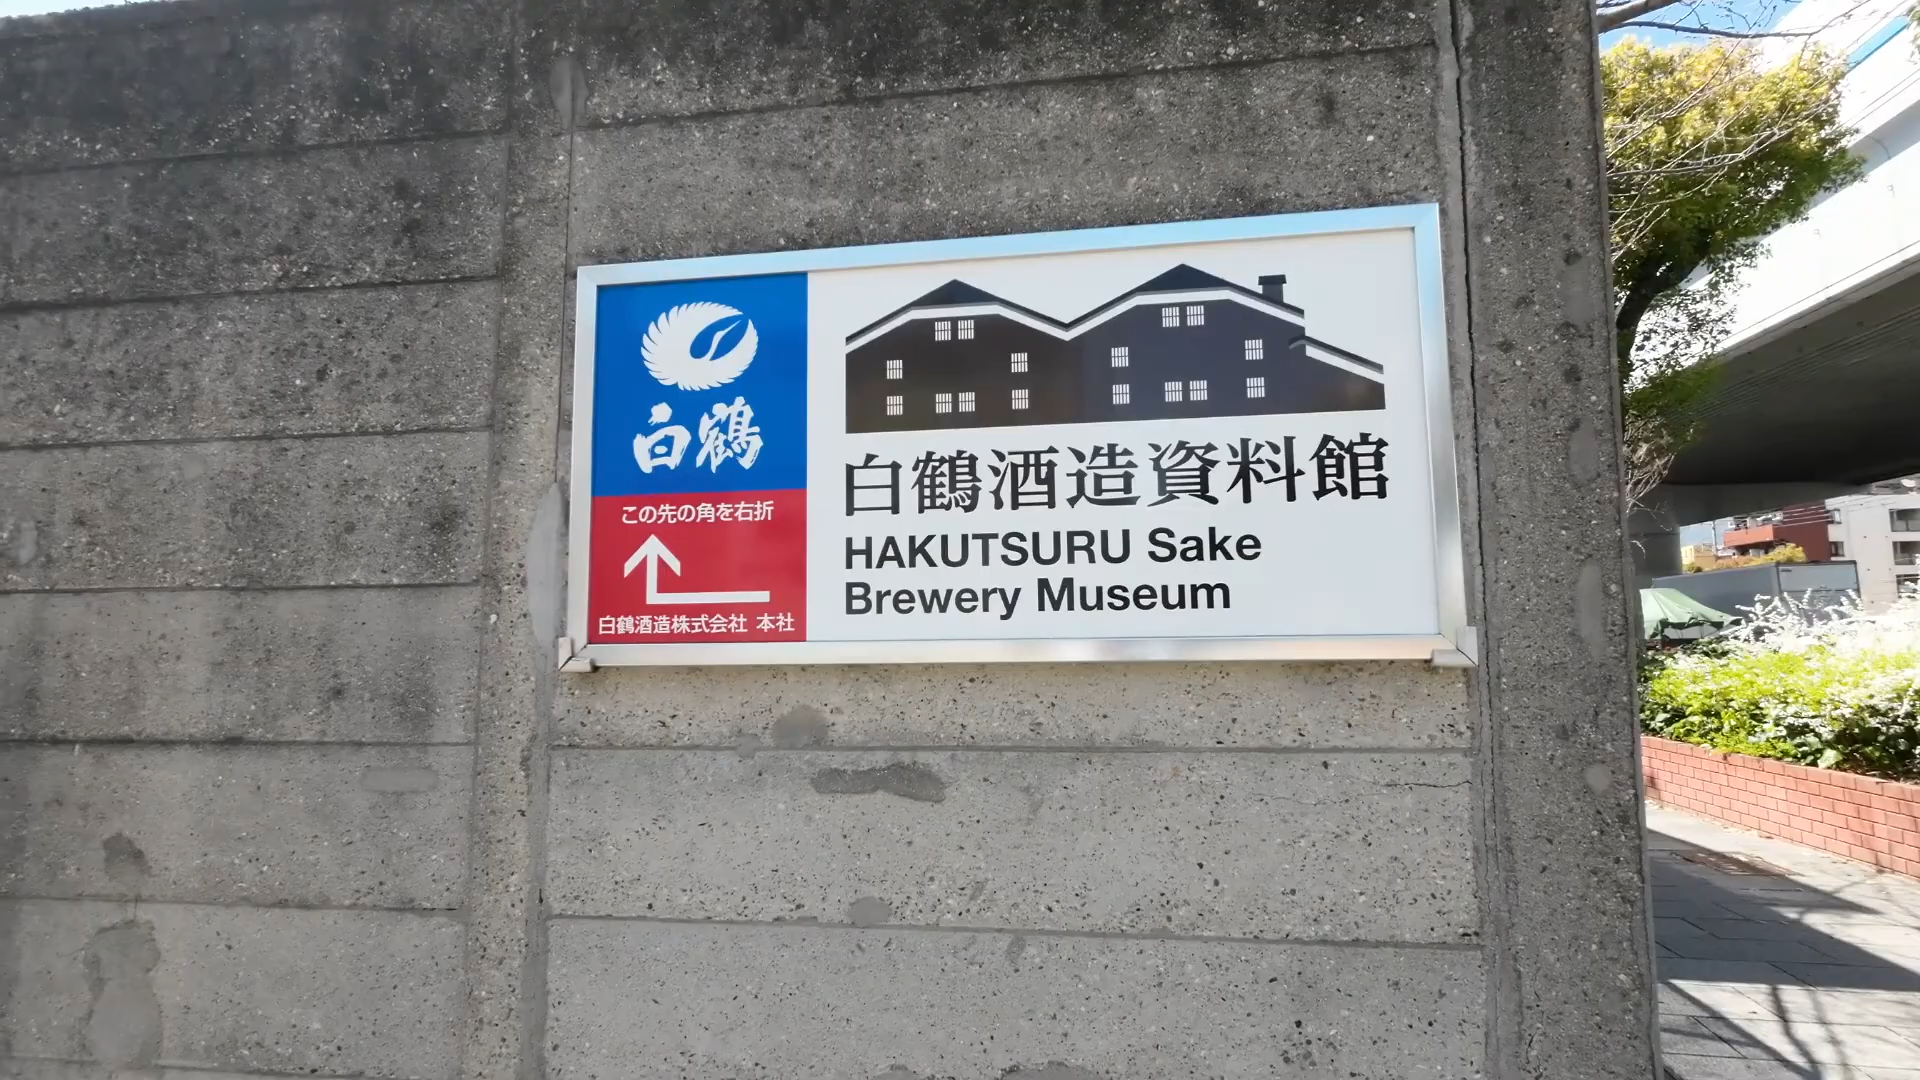 白鶴
この先の角を右折
白鶴酒造株式会社 本社
白鶴酒造資料館
HAKUTSURU Sake
Brewery Museum